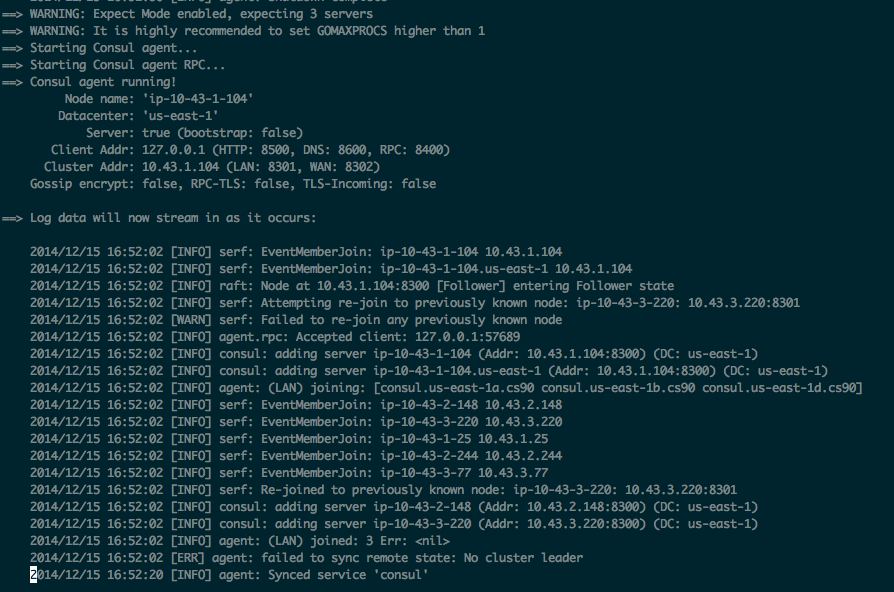 ==> WARNING: Expect Mode enabled, expecting 3 servers
==> WARNING: It is highly recommended to set GOMAXPROCS higher than 1
==> Starting Consul agent...
==> Starting Consul agent RPC...
==> Consul agent running!
Node name: 'ip-10-43-1-104'
Datacenter: 'us-east-1'
Server: true (bootstrap: false)
Client Addr: 127.0.0.1 (HTTP: 8500, DNS: 8600, RPC: 8400)
Cluster Addr: 10.43.1.104 (LAN: 8301, WAN: 8302)
Gossip encrypt: false, RPC-TLS: false, TLS-Incoming: false
==> Log data will now stream in as it occurs:
2014/12/15 16:52:02 [INFO] serf: EventMemberJoin: ip-10-43-1-104 10.43.1.104
2014/12/15 16:52:02 [INFO] serf: EventMemberJoin: ip-10-43-1-104.us-east-1 10.43.1.104
2014/12/15 16:52:02 [INFO] raft: Node at 10.43.1.104:8300 [Follower] entering Follower state
2014/12/15 16:52:02 [INFO] serf: Attempting re-join to previously known node: ip-10-43-3-220: 10.43.3.220:8301
2014/12/15 16:52:02 [WARN] serf: Failed to re-join any previously known node
2014/12/15 16:52:02 [INFO] agent.rpc: Accepted client: 127.0.0.1:57689
2014/12/15 16:52:02 [INFO] consul: adding server ip-10-43-1-104 (Addr: 10.43.1.104:8300) (DC: us-east-1)
2014/12/15 16:52:02 [INFO] consul: adding server ip-10-43-1-104.us-east-1 (Addr: 10.43.1.104:8300) (DC: us-east-1)
2014/12/15 16:52:02 [INFO] agent: (LAN) joining: [consul.us-east-1a.cs90 consul.us-east-1b.cs90 consul.us-east-1d.cs90]
2014/12/15 16:52:02 [INFO] serf: EventMemberJoin: ip-10-43-2-148 10.43.2.148
2014/12/15 16:52:02 [INFO] serf: EventMemberJoin: ip-10-43-3-220 10.43.3.220
2014/12/15 16:52:02 [INFO] serf: EventMemberJoin: ip-10-43-1-25 10.43.1.25
2014/12/15 16:52:02 [INFO] serf: EventMemberJoin: ip-10-43-2-244 10.43.2.244
2014/12/15 16:52:02 [INFO] serf: EventMemberJoin: ip-10-43-3-77 10.43.3.77
2014/12/15 16:52:02 [INFO] serf: Re-joined to previously known node: ip-10-43-3-220: 10.43.3.220:8301
2014/12/15 16:52:02 [INFO] consul: adding server ip-10-43-2-148 (Addr: 10.43.2.148:8300) (DC: us-east-1)
2014/12/15 16:52:02 [INFO] consul: adding server ip-10-43-3-220 (Addr: 10.43.3.220:8300) (DC: us-east-1)
2014/12/15 16:52:02 [INFO] agent: (LAN) joined: 3 Err: <nil>
2014/12/15 16:52:02 [ERR] agent: failed to sync remote state: No cluster leader
2014/12/15 16:52:20 [INFO] agent: Synced service 'consul'